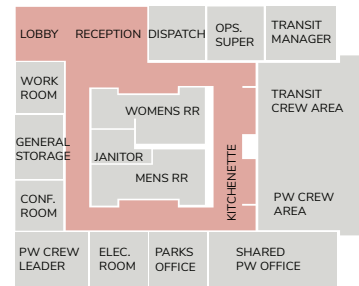 LOBBY
RECEPTION
DISPATCH
OPS.
SUPER
TRANSIT
MANAGER
WORK
ROOM
TRANSIT
CREW AREA
WOMENS RR
GENERAL
STORAGE
JANITOR
MENS RR
KITCHENETTE
CONF.
ROOM
PW CREW
AREA
PW CREW
LEADER
ELEC.
ROOM
PARKS
OFFICE
SHARED
PW OFFICE